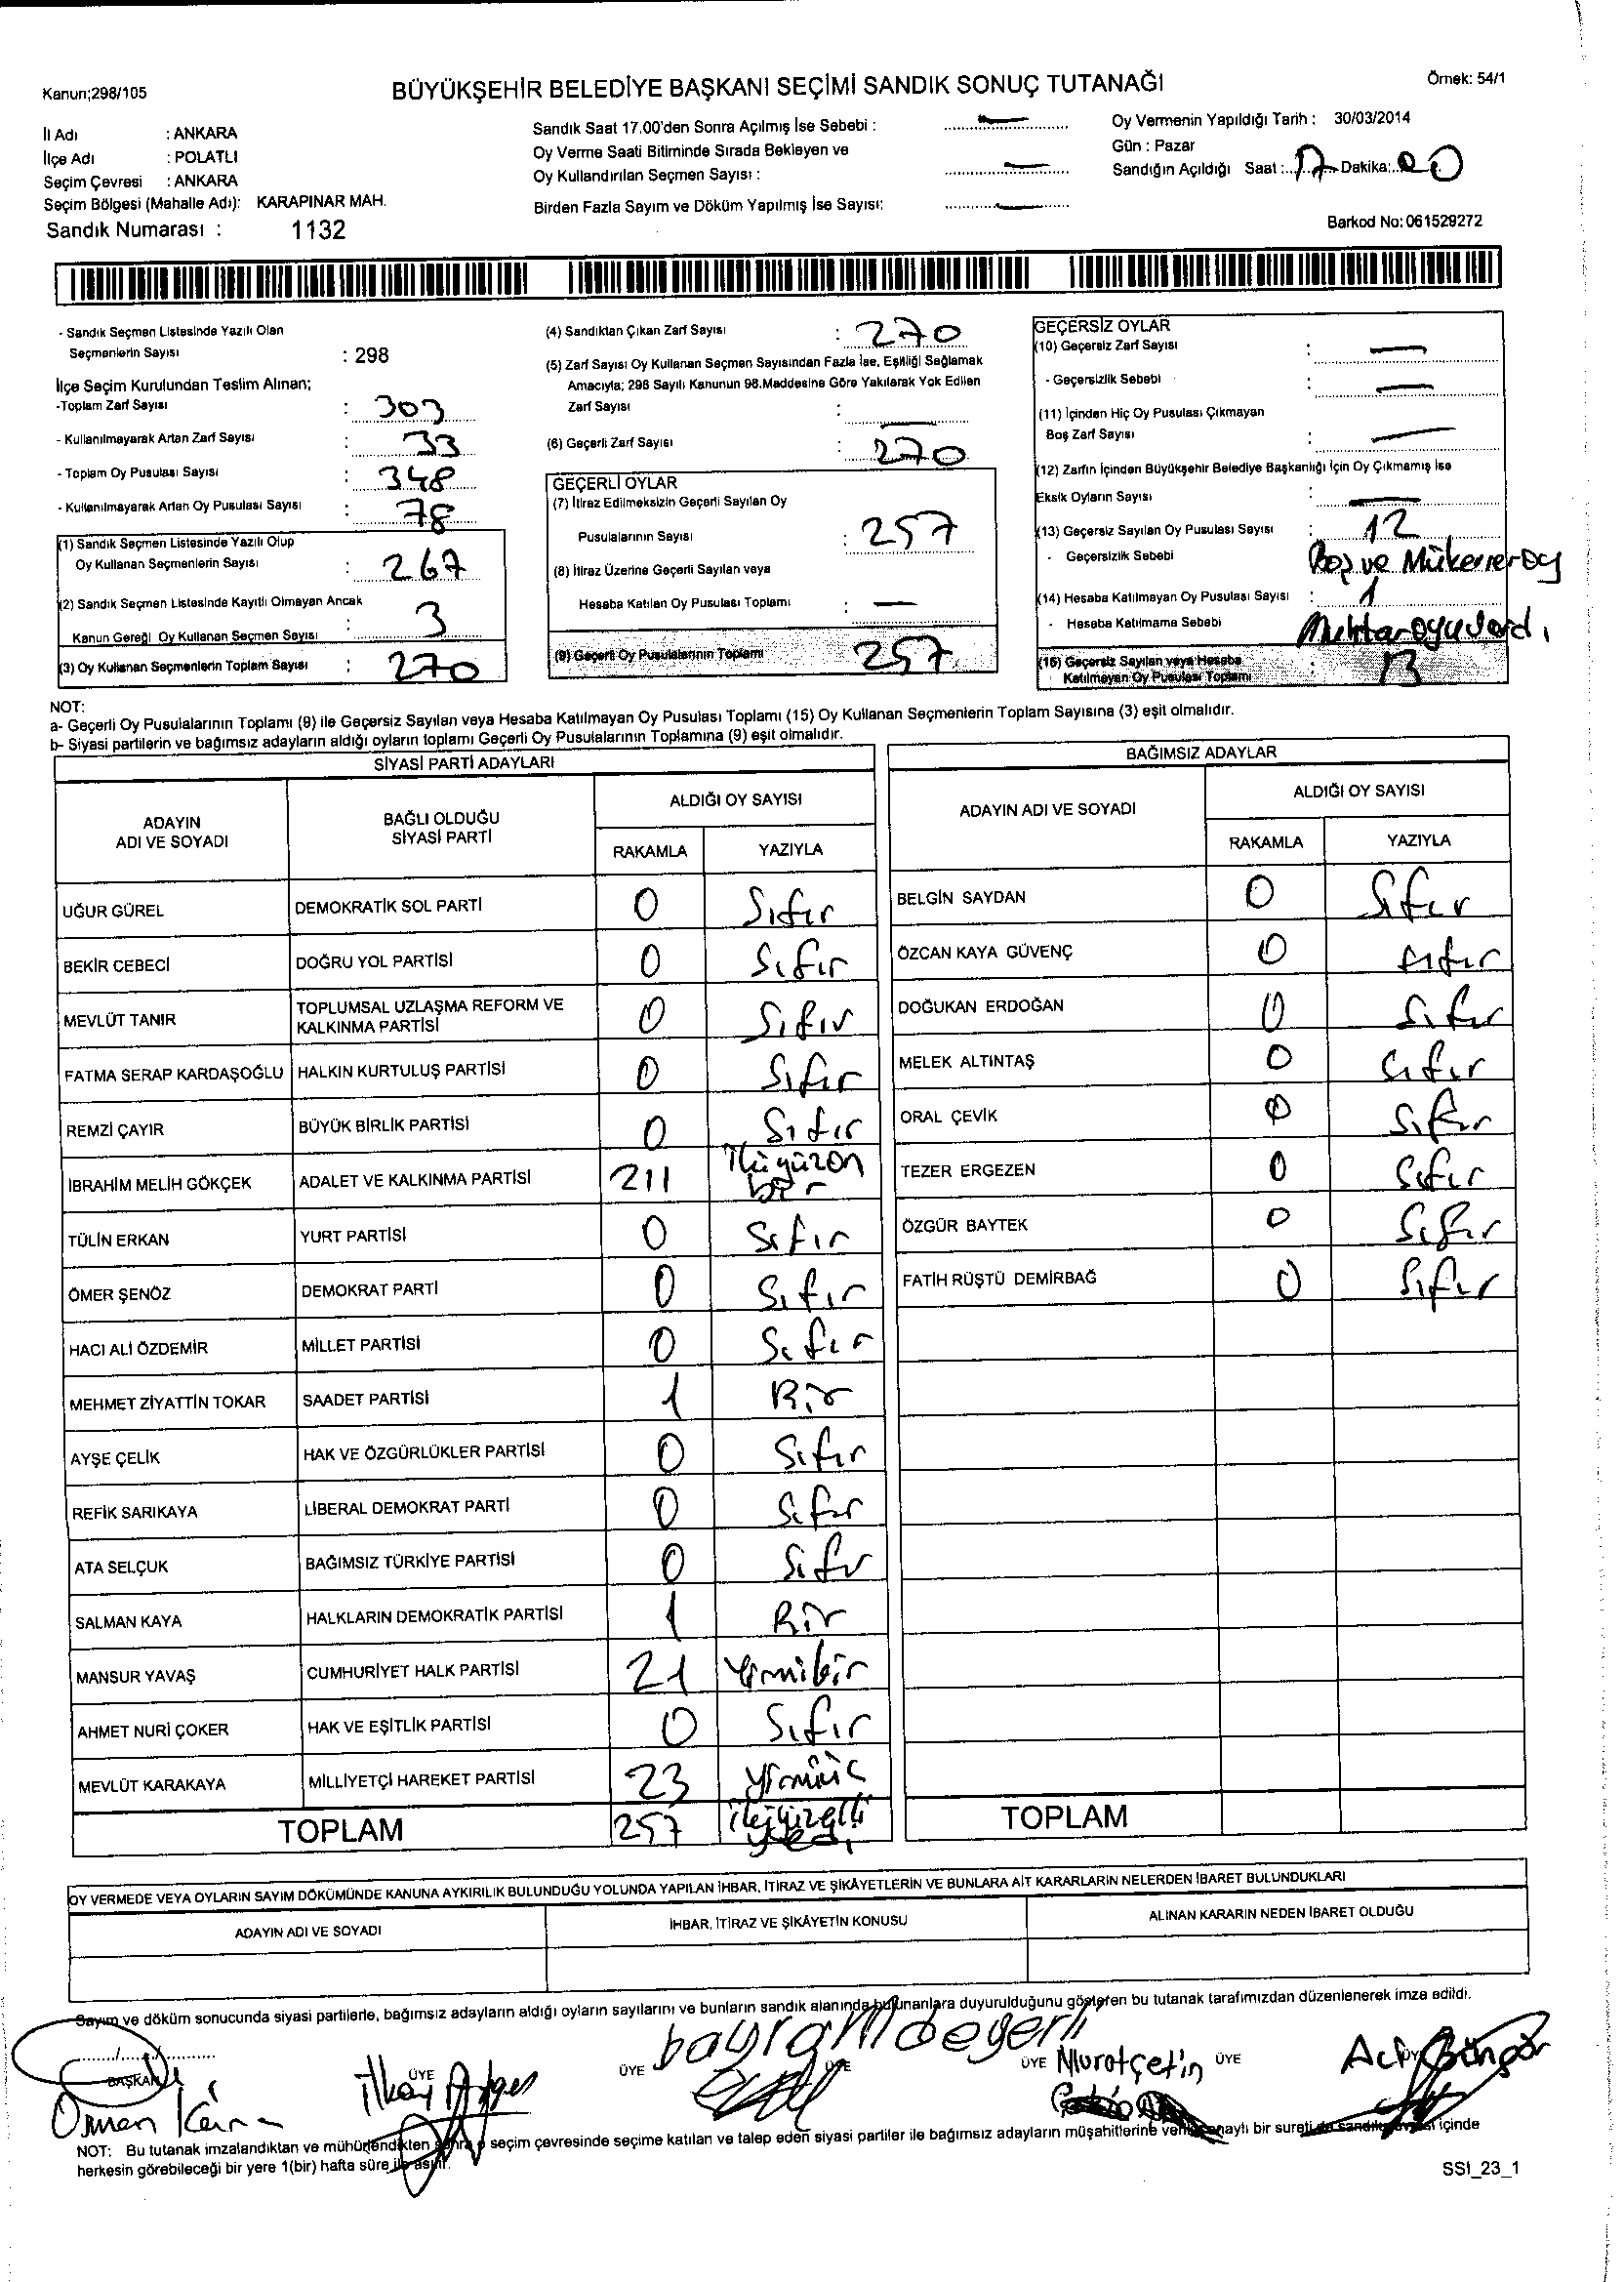 Kanun;298/105
BÜYÜKŞEHİR BELEDİYE BAŞKANI SEÇİMİ SANDIK SONUÇ TUTANAĞI
Örnek: 54/1
İl Adı : ANKARA
İlçe Adı : POLATLI
Seçim Çevresi : ANKARA
Seçim Bölgesi (Mahalle Adı): KARAPINAR MAH.
Sandık Numarası : 1132
Sandık Saat 17.00'den Sonra Açılmış İse Sebebi : —
Oy Verme Saati Bitiminde Sırada Bekleyen ve
Oy Kullandırılan Seçmen Sayısı : —
Birden Fazla Sayım ve Döküm Yapılmış İse Sayısı: —
Oy Vermenin Yapıldığı Tarih : 30/03/2014
Gün : Pazar
Sandığın Açıldığı Saat : 17 Dakika: 00
Barkod No: 061529272
- Sandık Seçmen Listesinde Yazılı Olan
Seçmenlerin Sayısı : 298
İlçe Seçim Kurulundan Teslim Alınan;
-Toplam Zarf Sayısı : 303
- Kullanılmayarak Artan Zarf Sayısı : 33
- Toplam Oy Pusulası Sayısı : 348
- Kullanılmayarak Artan Oy Pusulası Sayısı : 78
(1) Sandık Seçmen Listesinde Yazılı Olup
Oy Kullanan Seçmenlerin Sayısı : 267
(2) Sandık Seçmen Listesinde Kayıtlı Olmayan Ancak
Kanun Gereği Oy Kullanan Seçmen Sayısı : 3
(3) Oy Kullanan Seçmenlerin Toplam Sayısı : 270
(4) Sandıktan Çıkan Zarf Sayısı : 270
(5) Zarf Sayısı Oy Kullanan Seçmen Sayısından Fazla İse, Eşitliği Sağlamak
Amacıyla; 298 Sayılı Kanunun 98.Maddesine Göre Yakılarak Yok Edilen
Zarf Sayısı : —
(6) Geçerli Zarf Sayısı : 270
GEÇERLİ OYLAR
(7) İtiraz Edilmeksizin Geçerli Sayılan Oy
Pusulalarının Sayısı : 257
(8) İtiraz Üzerine Geçerli Sayılan veya
Hesaba Katılan Oy Pusulası Toplamı : —
(9) Geçerli Oy Pusulalarının Toplamı 257
GEÇERSİZ OYLAR
(10) Geçersiz Zarf Sayısı : —
- Geçersizlik Sebebi : —
(11) İçinden Hiç Oy Pusulası Çıkmayan
Boş Zarf Sayısı : —
(12) Zarfın İçinden Büyükşehir Belediye Başkanlığı İçin Oy Çıkmamış İse
Eksik Oyların Sayısı : —
(13) Geçersiz Sayılan Oy Pusulası Sayısı : 12
- Geçersizlik Sebebi Boş ve Mükerrer oy
(14) Hesaba Katılmayan Oy Pusulası Sayısı : 1
- Hesaba Katılmama Sebebi Muhtar oyu vardı
(15) Geçersiz Sayılan veya Hesaba
Katılmayan Oy Pusulası Toplamı : 13
NOT:
a- Geçerli Oy Pusulalarının Toplamı (9) ile Geçersiz Sayılan veya Hesaba Katılmayan Oy Pusulası Toplamı (15) Oy Kullanan Seçmenlerin Toplam Sayısına (3) eşit olmalıdır.
b- Siyasi partilerin ve bağımsız adayların aldığı oyların toplamı Geçerli Oy Pusulalarının Toplamına (9) eşit olmalıdır.
SİYASİ PARTİ ADAYLARI
ADAYIN ADI VE SOYADI BAĞLI OLDUĞU SİYASİ PARTİ ALDIĞI OY SAYISI
RAKAMLA YAZIYLA
UĞUR GÜREL DEMOKRATİK SOL PARTİ 0 Sıfır
BEKİR CEBECİ DOĞRU YOL PARTİSİ 0 Sıfır
MEVLÜT TANIR TOPLUMSAL UZLAŞMA REFORM VE KALKINMA PARTİSİ 0 Sıfır
FATMA SERAP KARDAŞOĞLU HALKIN KURTULUŞ PARTİSİ 0 Sıfır
REMZİ ÇAYIR BÜYÜK BİRLİK PARTİSİ 0 Sıfır
İBRAHİM MELİH GÖKÇEK ADALET VE KALKINMA PARTİSİ 211 İkiyüzon bir
TÜLİN ERKAN YURT PARTİSİ 0 Sıfır
ÖMER ŞENÖZ DEMOKRAT PARTİ 0 Sıfır
HACI ALİ ÖZDEMİR MİLLET PARTİSİ 0 Sıfır
MEHMET ZİYATTİN TOKAR SAADET PARTİSİ 1 Bir
AYŞE ÇELİK HAK VE ÖZGÜRLÜKLER PARTİSİ 0 Sıfır
REFİK SARIKAYA LİBERAL DEMOKRAT PARTİ 0 Sıfır
ATA SELÇUK BAĞIMSIZ TÜRKİYE PARTİSİ 0 Sıfır
SALMAN KAYA HALKLARIN DEMOKRATİK PARTİSİ 1 Bir
MANSUR YAVAŞ CUMHURİYET HALK PARTİSİ 21 Yirmibir
AHMET NURİ ÇOKER HAK VE EŞİTLİK PARTİSİ 0 Sıfır
MEVLÜT KARAKAYA MİLLİYETÇİ HAREKET PARTİSİ 23 Yirmiüç
TOPLAM 257 ikiyüzelli yedi
BAĞIMSIZ ADAYLAR
ADAYIN ADI VE SOYADI ALDIĞI OY SAYISI
RAKAMLA YAZIYLA
BELGİN SAYDAN 0 Sıfır
ÖZCAN KAYA GÜVENÇ 0 sıfır
DOĞUKAN ERDOĞAN 0 Sıfır
MELEK ALTINTAŞ 0 Sıfır
ORAL ÇEVİK 0 Sıfır
TEZER ERGEZEN 0 Sıfır
ÖZGÜR BAYTEK 0 Sıfır
FATİH RÜŞTÜ DEMİRBAĞ 0 Sıfır
TOPLAM
OY VERMEDE VEYA OYLARIN SAYIM DÖKÜMÜNDE KANUNA AYKIRILIK BULUNDUĞU YOLUNDA YAPILAN İHBAR, İTİRAZ VE ŞİKÂYETLERİN VE BUNLARA AİT KARARLARIN NELERDEN İBARET BULUNDUKLARI
ADAYIN ADI VE SOYADI İHBAR, İTİRAZ VE ŞİKÂYETİN KONUSU ALINAN KARARIN NEDEN İBARET OLDUĞU
Sayım ve döküm sonucunda siyasi partilerle, bağımsız adayların aldığı oyların sayılarını ve bunların sandık alanında bulunanlara duyurulduğunu gösteren bu tutanak tarafımızdan düzenlenerek imza edildi.
BAŞKAN ÜYE ÜYE ÜYE ÜYE ÜYE
Osman bayram değerli Murat çetin
NOT: Bu tutanak imzalandıktan ve mühürlendikten sonra o seçim çevresinde seçime katılan ve talep eden siyasi partiler ile bağımsız adayların müşahitlerine onaylı bir sureti de içinde
herkesin görebileceği bir yere 1(bir) hafta süre ile asılır.
SSI_23_1